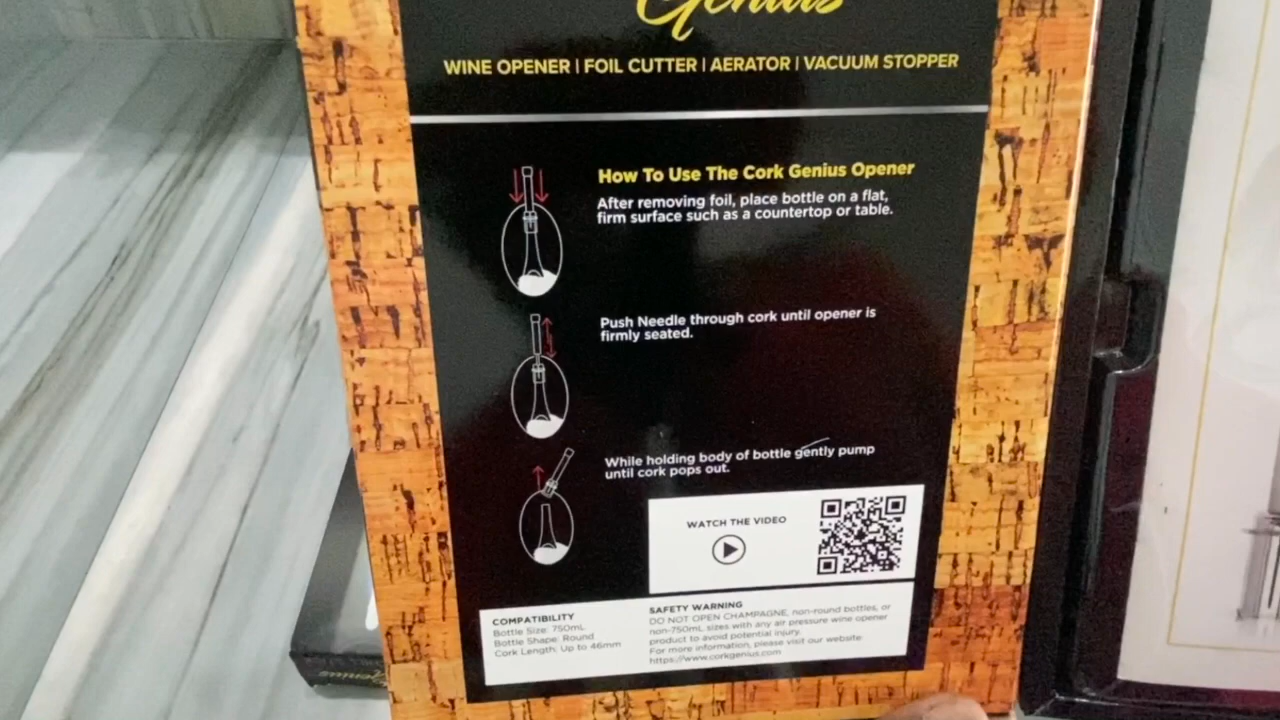 Genius
WINE OPENER | FOIL CUTTER | AERATOR | VACUUM STOPPER
How To Use The Cork Genius Opener
After removing foil, place bottle on a flat,
firm surface such as a countertop or table.
Push Needle through cork until opener is
firmly seated.
While holding body of bottle gently pump
until cork pops out.
WATCH THE VIDEO
COMPATIBILITY
Bottle Size: 750mL
Bottle Shape: Round
Cork Length: Up to 46mm
SAFETY WARNING
DO NOT OPEN CHAMPAGNE, non-round bottles, or
non-750mL sizes with any air pressure wine opener
product to avoid potential injury.
For more information, please visit our website:
https://www.corkgenius.com
Genius